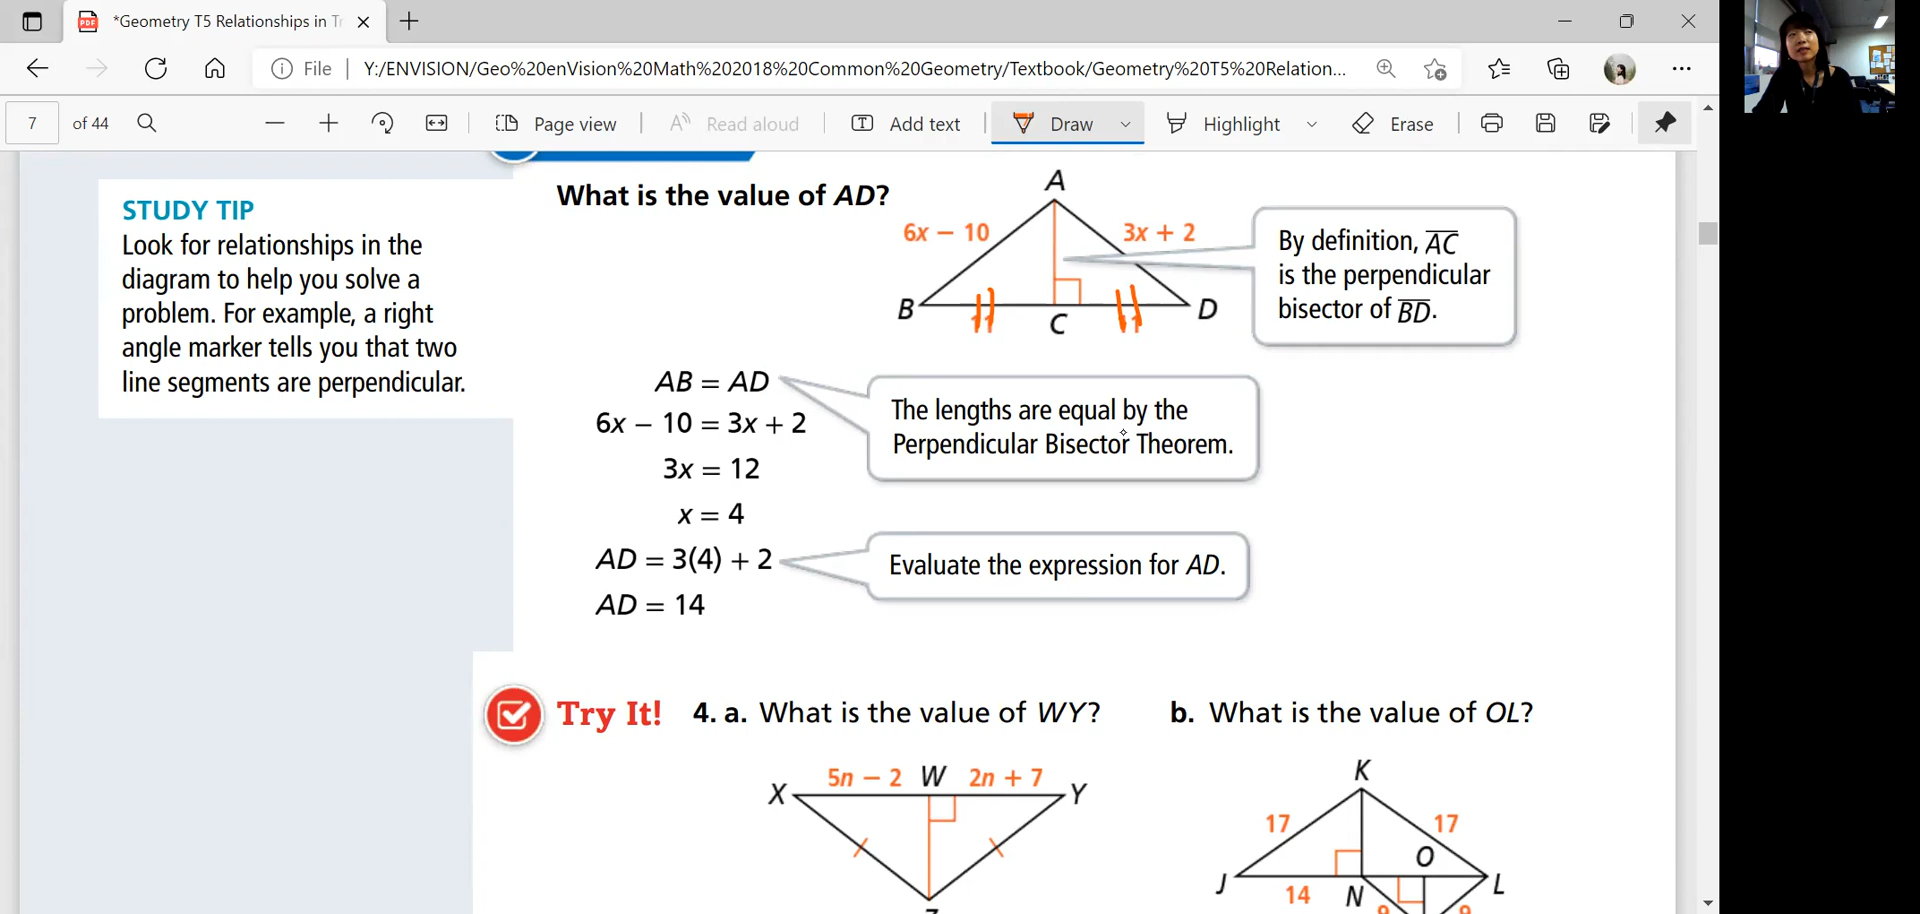 *Geometry T5 Relationships in Tr
File
Y:/ENVISION/Geo%20enVision%20Math%202018%20Common%20Geometry/Textbook/Geometry%20T5%20Relation...
7 of 44
Page view
Read aloud
Add text
Draw
Highlight
Erase
STUDY TIP
Look for relationships in the
diagram to help you solve a
problem. For example, a right
angle marker tells you that two
line segments are perpendicular.
What is the value of AD?
A
6x − 10
3x + 2
B
C
D
By definition, A̅C̅
is the perpendicular
bisector of B̅D̅.
AB = AD
6x − 10 = 3x + 2
3x = 12
x = 4
AD = 3(4) + 2
AD = 14
The lengths are equal by the
Perpendicular Bisector Theorem.
Evaluate the expression for AD.
Try It!
4. a. What is the value of WY?
X
5n − 2
W
2n + 7
Y
b. What is the value of OL?
K
17
17
O
J
14
N
L
9
9